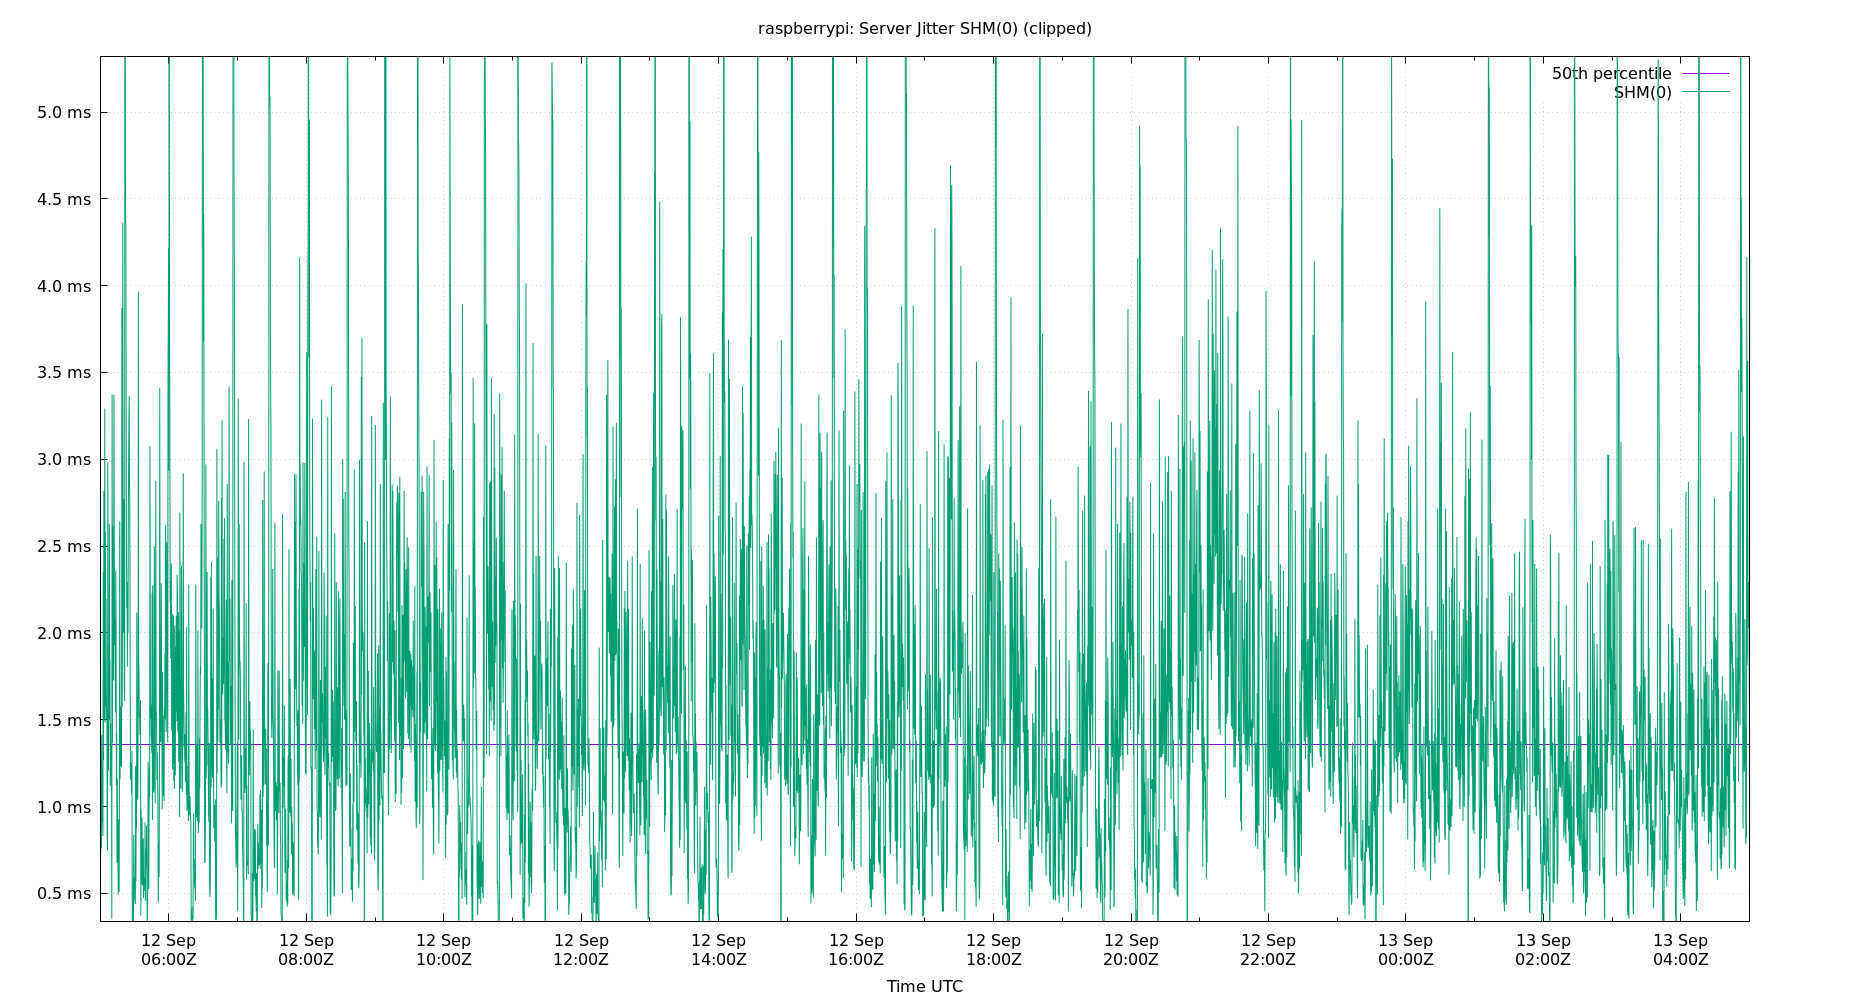 raspberrypi: Server Jitter SHM(0) (clipped)
50th percentile
SHM(0)
5.0 ms
4.5 ms
4.0 ms
3.5 ms
3.0 ms
2.5 ms
2.0 ms
1.5 ms
1.0 ms
0.5 ms
12 Sep 12 Sep 12 Sep 12 Sep 12 Sep 12 Sep 12 Sep 12 Sep 12 Sep 13 Sep 13 Sep 13 Sep
06:00Z 08:00Z 10:00Z 12:00Z 14:00Z 16:00Z 18:00Z 20:00Z 22:00Z 00:00Z 02:00Z 04:00Z
Time UTC